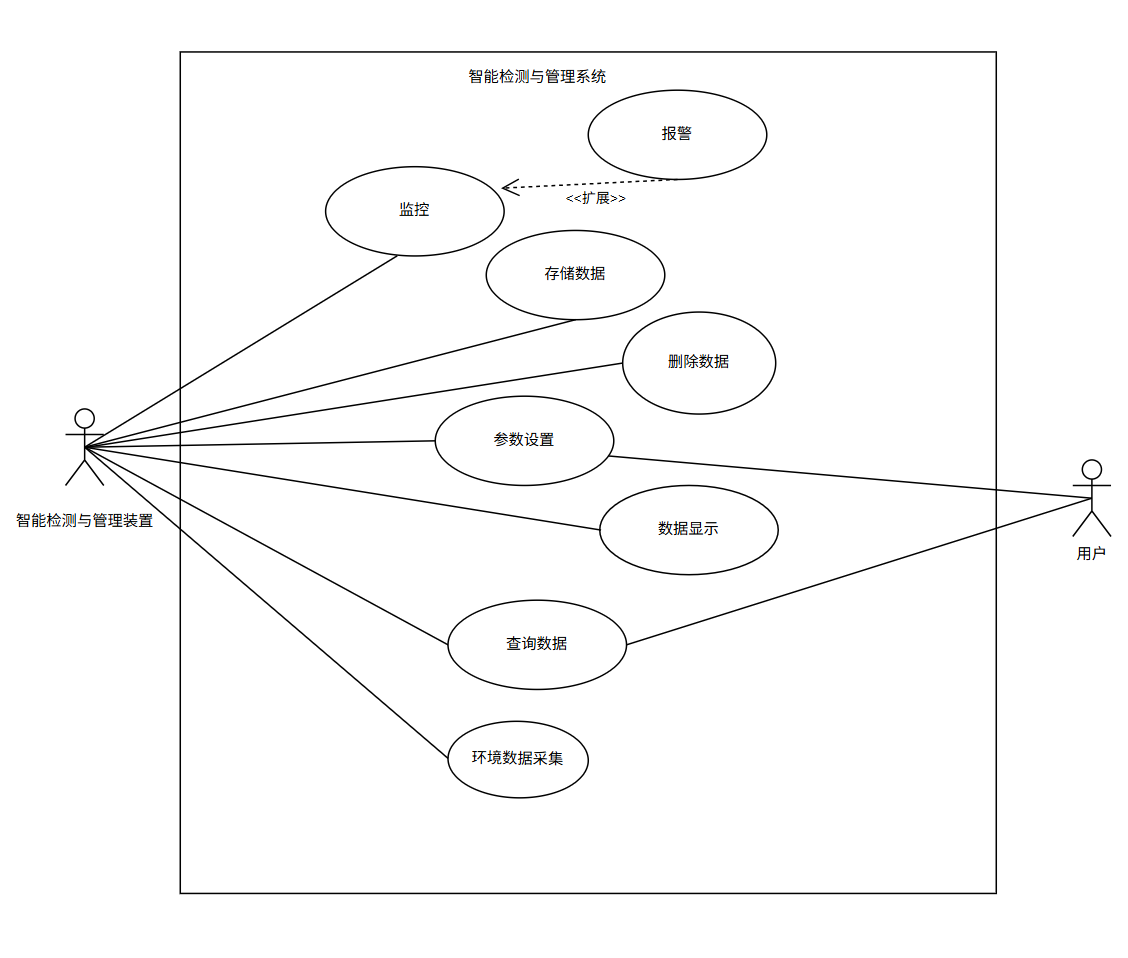 智能检测与管理系统
报警
监控
<<扩展>>
存储数据
删除数据
参数设置
智能检测与管理装置
数据显示
用户
查询数据
环境数据采集